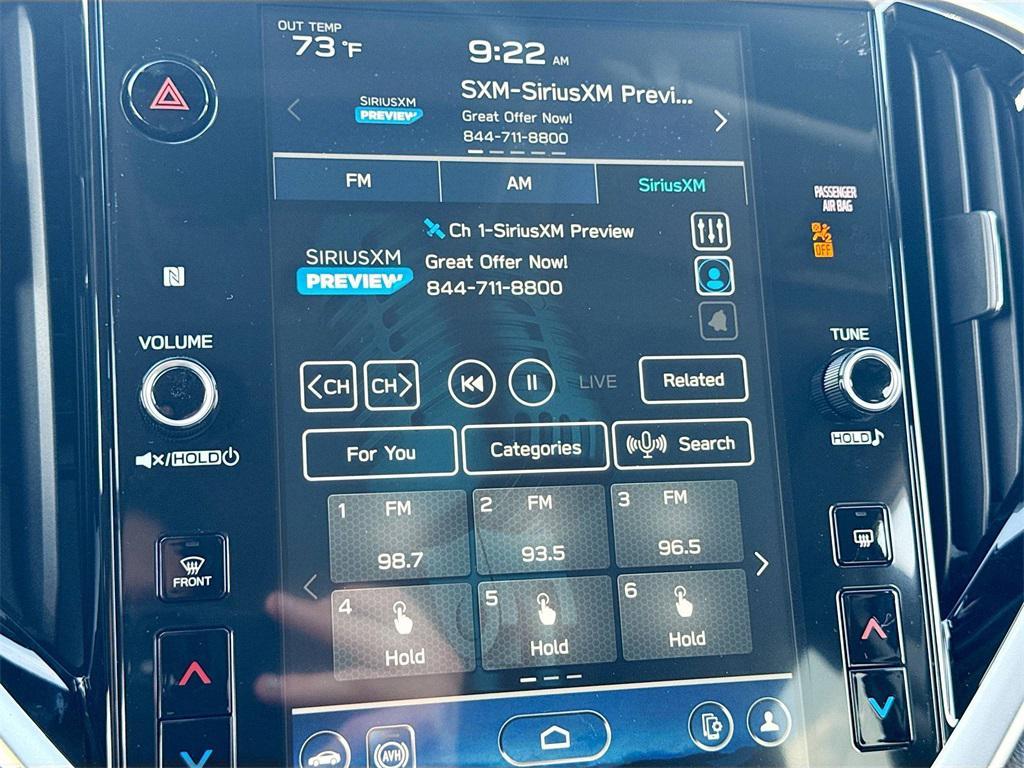 OUT TEMP
73°F
9:22 AM
SXM-SiriusXM Previ...
SIRIUSXM
PREVIEW
Great Offer Now!
844-711-8800
FM
AM
SiriusXM
PASSENGER
AIR BAG
2
OFF
Ch 1-SiriusXM Preview
SIRIUSXM
PREVIEW
Great Offer Now!
844-711-8800
VOLUME
TUNE
<CH
CH>
LIVE
Related
HOLD
/HOLD
For You
Categories
Search
1 FM
98.7
2 FM
93.5
3 FM
96.5
FRONT
4
Hold
5
Hold
6
Hold
AVH